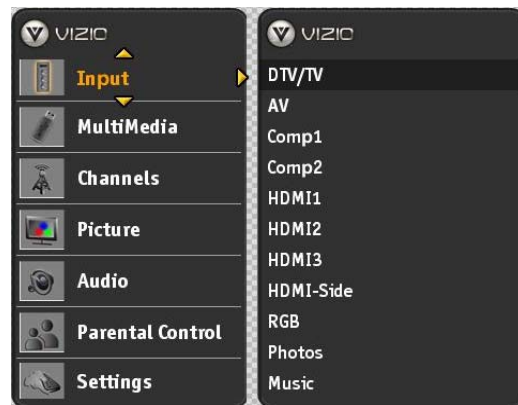 VIZIO
Input
MultiMedia
Channels
Picture
Audio
Parental Control
Settings
VIZIO
DTV/TV
AV
Comp1
Comp2
HDMI1
HDMI2
HDMI3
HDMI-Side
RGB
Photos
Music